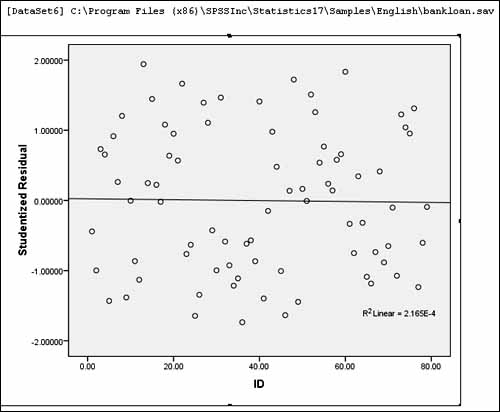 [DataSet6] C:\Program Files (x86)\SPSSInc\Statistics17\Samples\English\bankloan.sav
2.00000
1.00000
0.00000
-1.00000
-2.00000
Studentized Residual
R2 Linear = 2.165E-4
0.00 20.00 40.00 60.00 80.00
ID